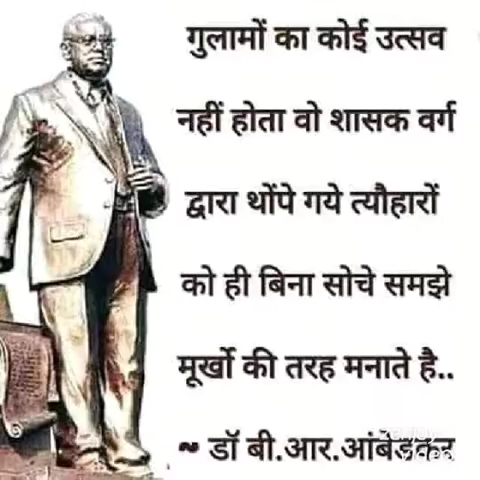 गुलामों का कोई उत्सव
नहीं होता वो शासक वर्ग
द्वारा थोंपे गये त्यौहारों
को ही बिना सोचे समझे
मूर्खो की तरह मनाते है..
~ डॉ बी.आर.आंबेडकर